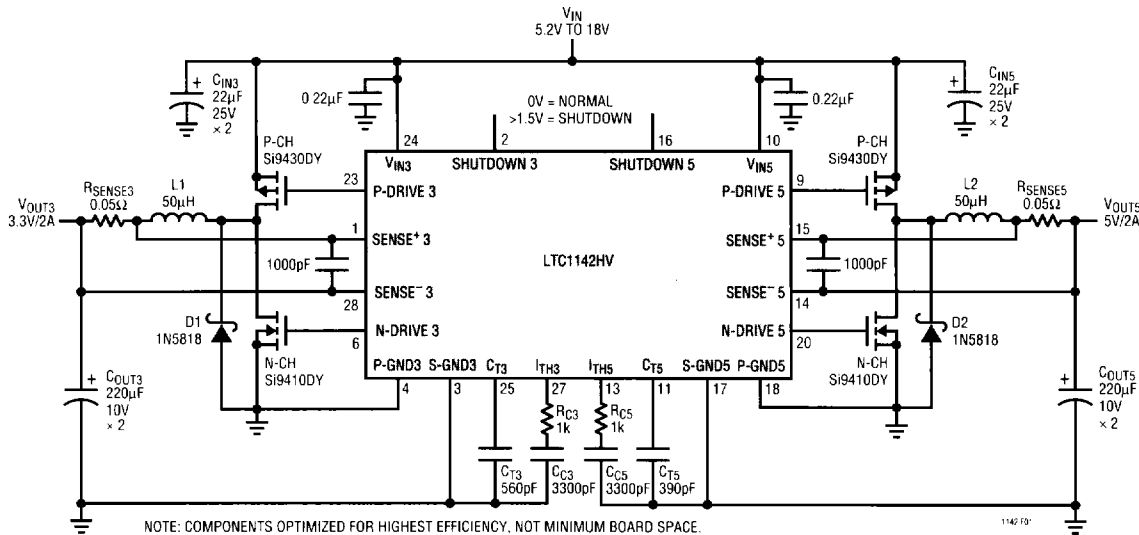 VIN
5.2V TO 18V
CIN3
22µF
25V
× 2
0.22µF
0V = NORMAL
>1.5V = SHUTDOWN
0.22µF
CIN5
22µF
25V
× 2
P-CH
Si9430DY
24
2
16
10
P-CH
Si9430DY
VIN3
SHUTDOWN 3
SHUTDOWN 5
VIN5
VOUT3
3.3V/2A
RSENSE3
0.05Ω
L1
50µH
23
P-DRIVE 3
P-DRIVE 5
9
L2
50µH
RSENSE5
0.05Ω
VOUT5
5V/2A
1
SENSE+ 3
SENSE+ 5
15
1000pF
LTC1142HV
1000pF
SENSE– 3
28
SENSE– 5
14
D1
1N5818
N-DRIVE 3
6
N-DRIVE 5
20
D2
1N5818
N-CH
Si9410DY
P-GND3
S-GND3
CT3
ITH3
ITH5
CT5
S-GND5
P-GND5
N-CH
Si9410DY
4
3
25
27
13
11
17
18
COUT3
220µF
10V
× 2
RC3
1k
RC5
1k
COUT5
220µF
10V
× 2
CT3
560pF
CC3
3300pF
CC5
3300pF
CT5
390pF
NOTE: COMPONENTS OPTIMIZED FOR HIGHEST EFFICIENCY, NOT MINIMUM BOARD SPACE.
1142 F01